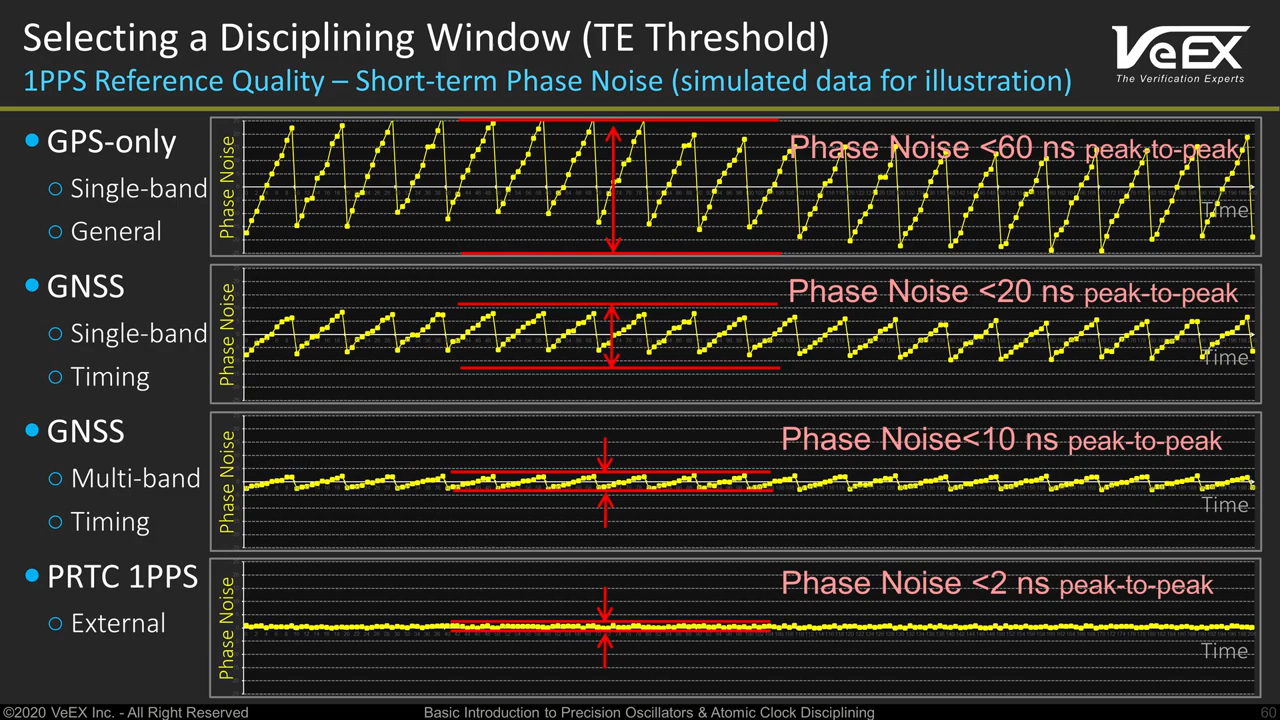 Selecting a Disciplining Window (TE Threshold)
1PPS Reference Quality – Short-term Phase Noise (simulated data for illustration)
VeEX
The Verification Experts
GPS-only
Single-band
General
Phase Noise
Phase Noise <60 ns peak-to-peak
Time
GNSS
Single-band
Timing
Phase Noise
Phase Noise <20 ns peak-to-peak
Time
GNSS
Multi-band
Timing
Phase Noise
Phase Noise<10 ns peak-to-peak
Time
PRTC 1PPS
External
Phase Noise
Phase Noise <2 ns peak-to-peak
Time
©2020 VeEX Inc. - All Right Reserved
Basic Introduction to Precision Oscillators & Atomic Clock Disciplining
60